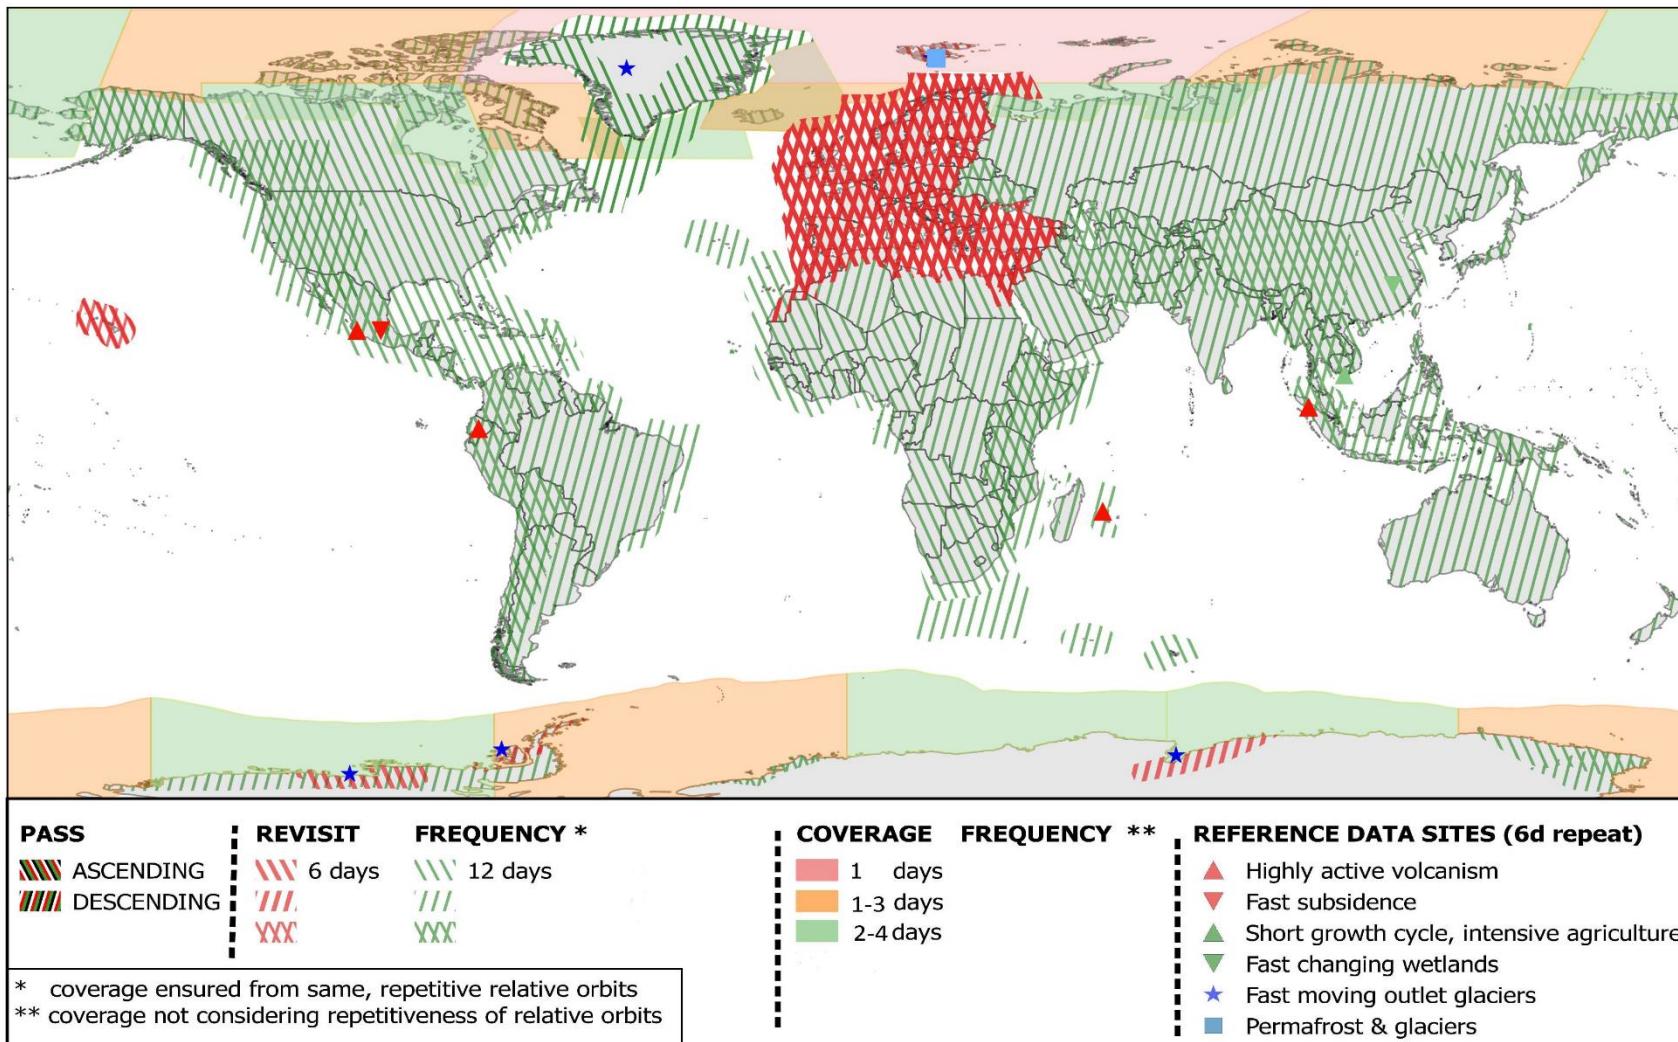 PASS
ASCENDING
DESCENDING
REVISIT FREQUENCY *
6 days 12 days
COVERAGE FREQUENCY **
1 days
1-3 days
2-4 days
REFERENCE DATA SITES (6d repeat)
Highly active volcanism
Fast subsidence
Short growth cycle, intensive agriculture
Fast changing wetlands
Fast moving outlet glaciers
Permafrost & glaciers
* coverage ensured from same, repetitive relative orbits
** coverage not considering repetitiveness of relative orbits